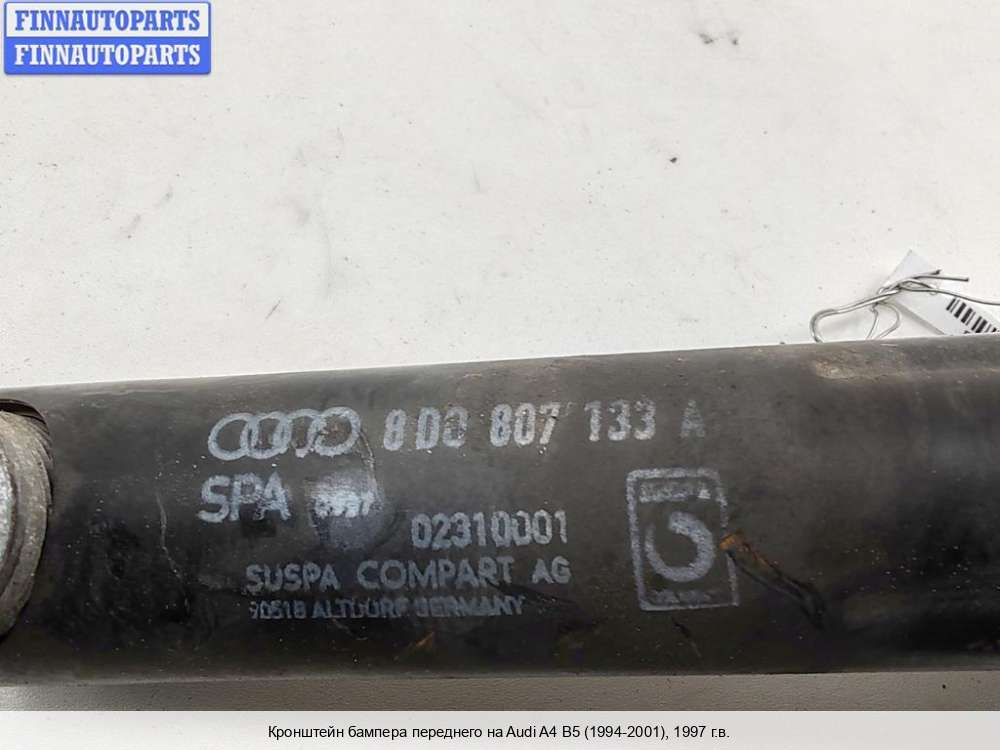 FINNAUTOPARTS
FINNAUTOPARTS
8D0 807 133 A
SPA
02310001
SUSPA COMPART AG
90518 ALTDORF GERMANY
Кронштейн бампера переднего на Audi A4 B5 (1994-2001), 1997 г.в.